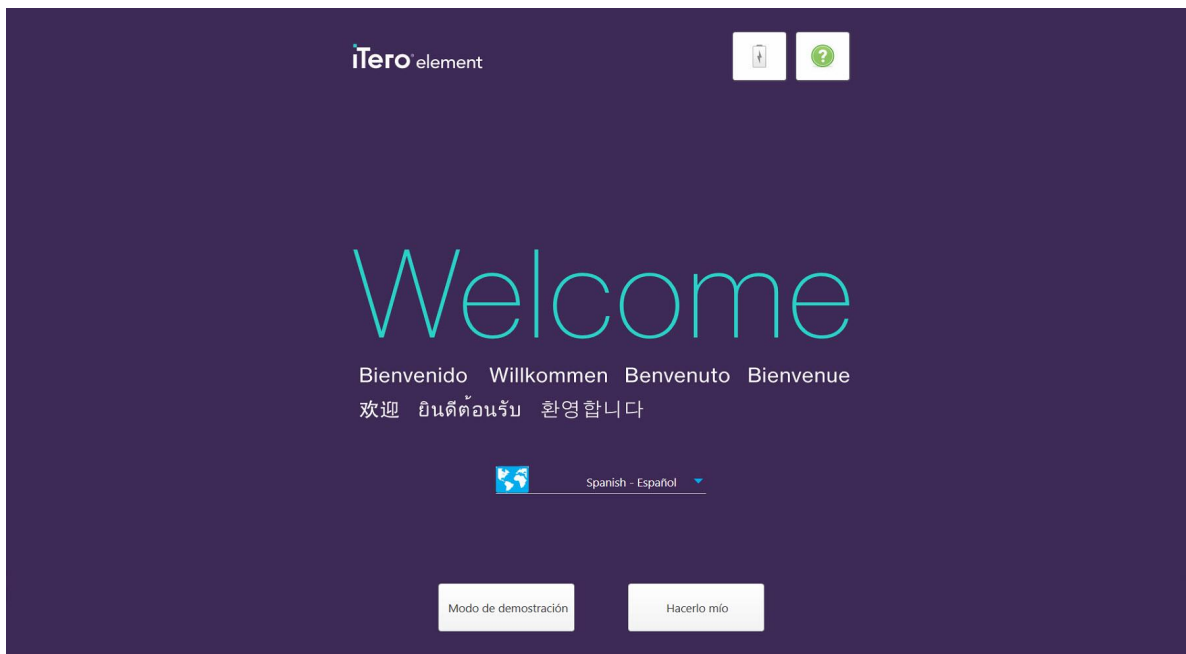 iTero element
?
Welcome
Bienvenido Willkommen Benvenuto Bienvenue
欢迎 ยินดีต้อนรับ 환영합니다
Spanish - Español
Modo de demostración Hacerlo mío